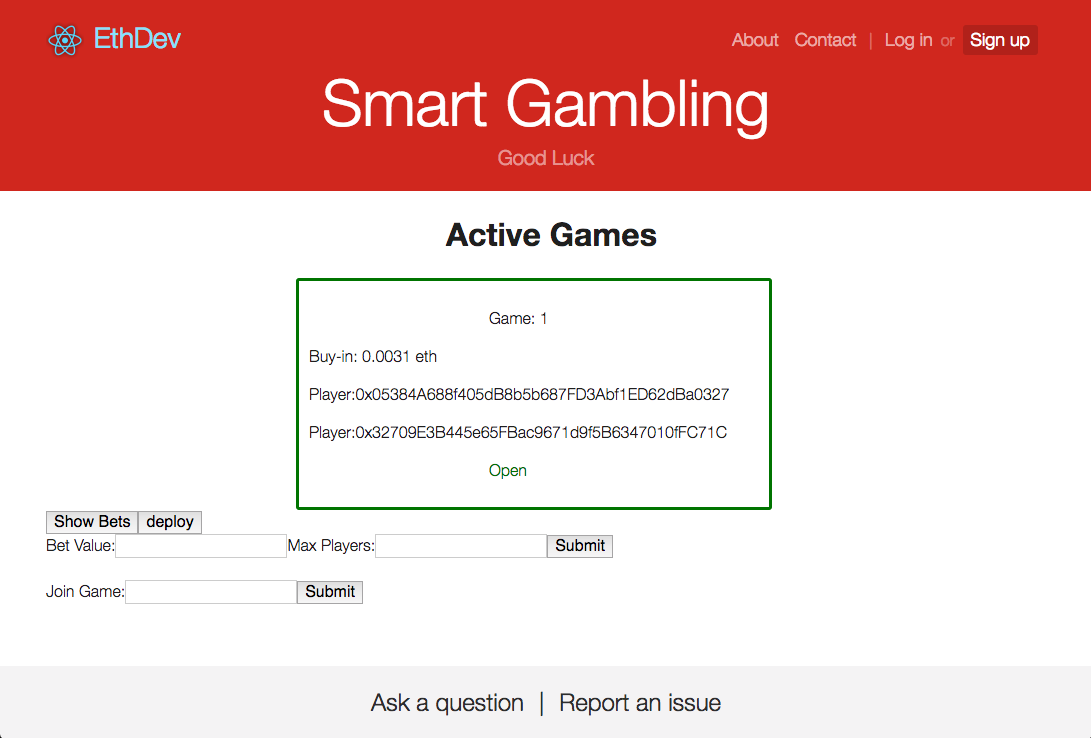 EthDev
About Contact | Log in or Sign up
Smart Gambling
Good Luck
Active Games
Game: 1
Buy-in: 0.0031 eth
Player:0x05384A688f405dB8b5b687FD3Abf1ED62dBa0327
Player:0x32709E3B445e65FBac9671d9f5B6347010fFC71C
Open
Show Bets deploy
Bet Value: Max Players: Submit
Join Game: Submit
Ask a question | Report an issue